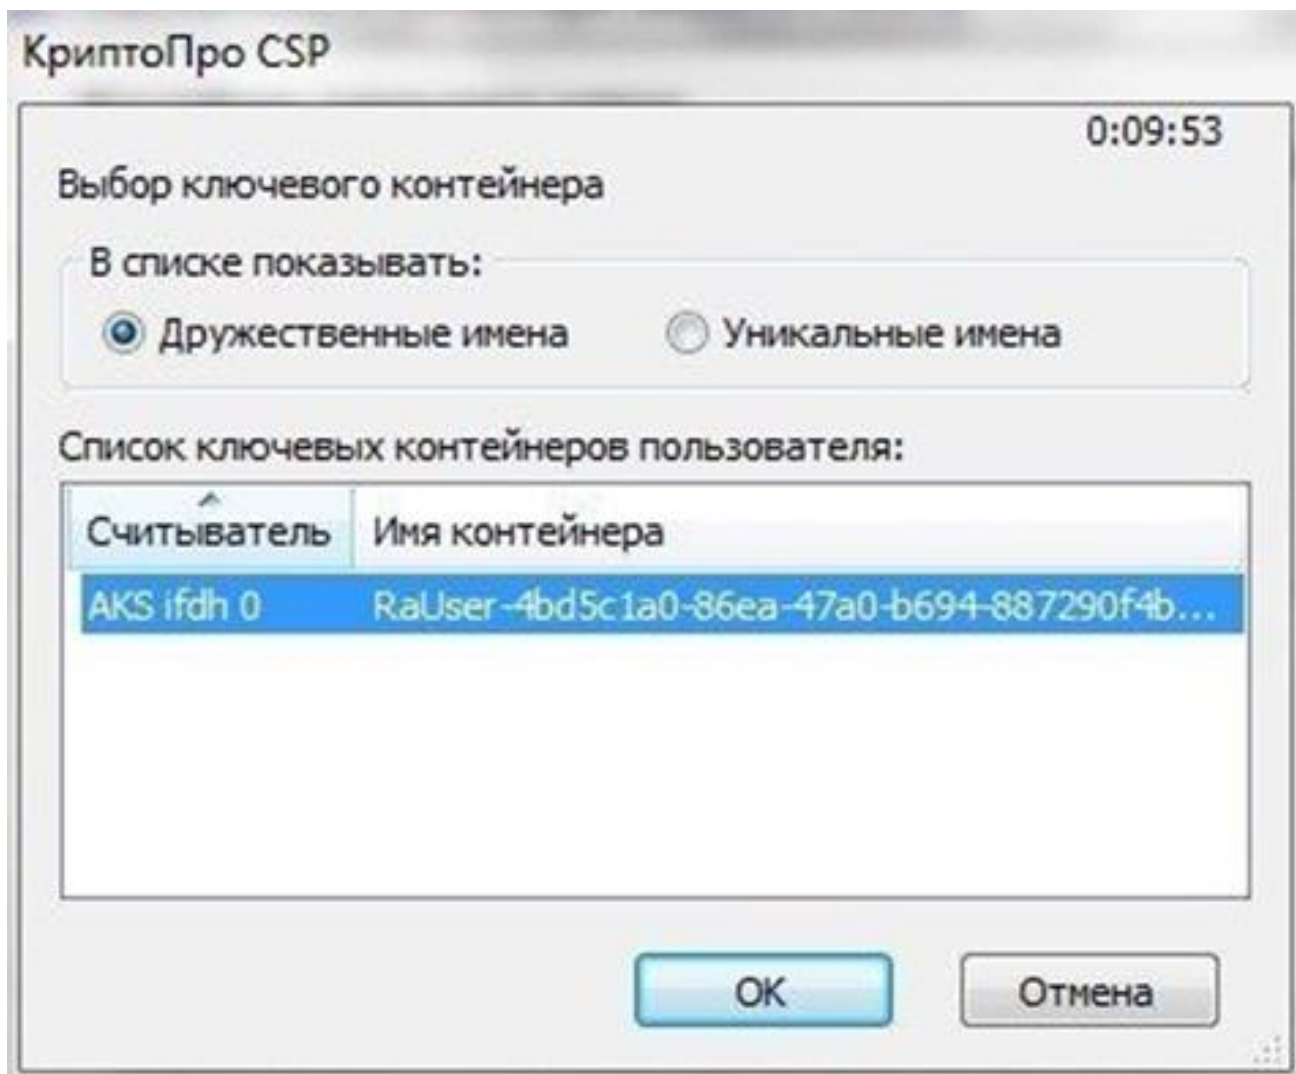 КриптоПро CSP
0:09:53
Выбор ключевого контейнера
В списке показывать:
Дружественные имена Уникальные имена
Список ключевых контейнеров пользователя:
Считыватель Имя контейнера
AKS ifdh 0 RaUser-4bd5c1a0-86ea-47a0-b694-887290f4b...
ОК Отмена